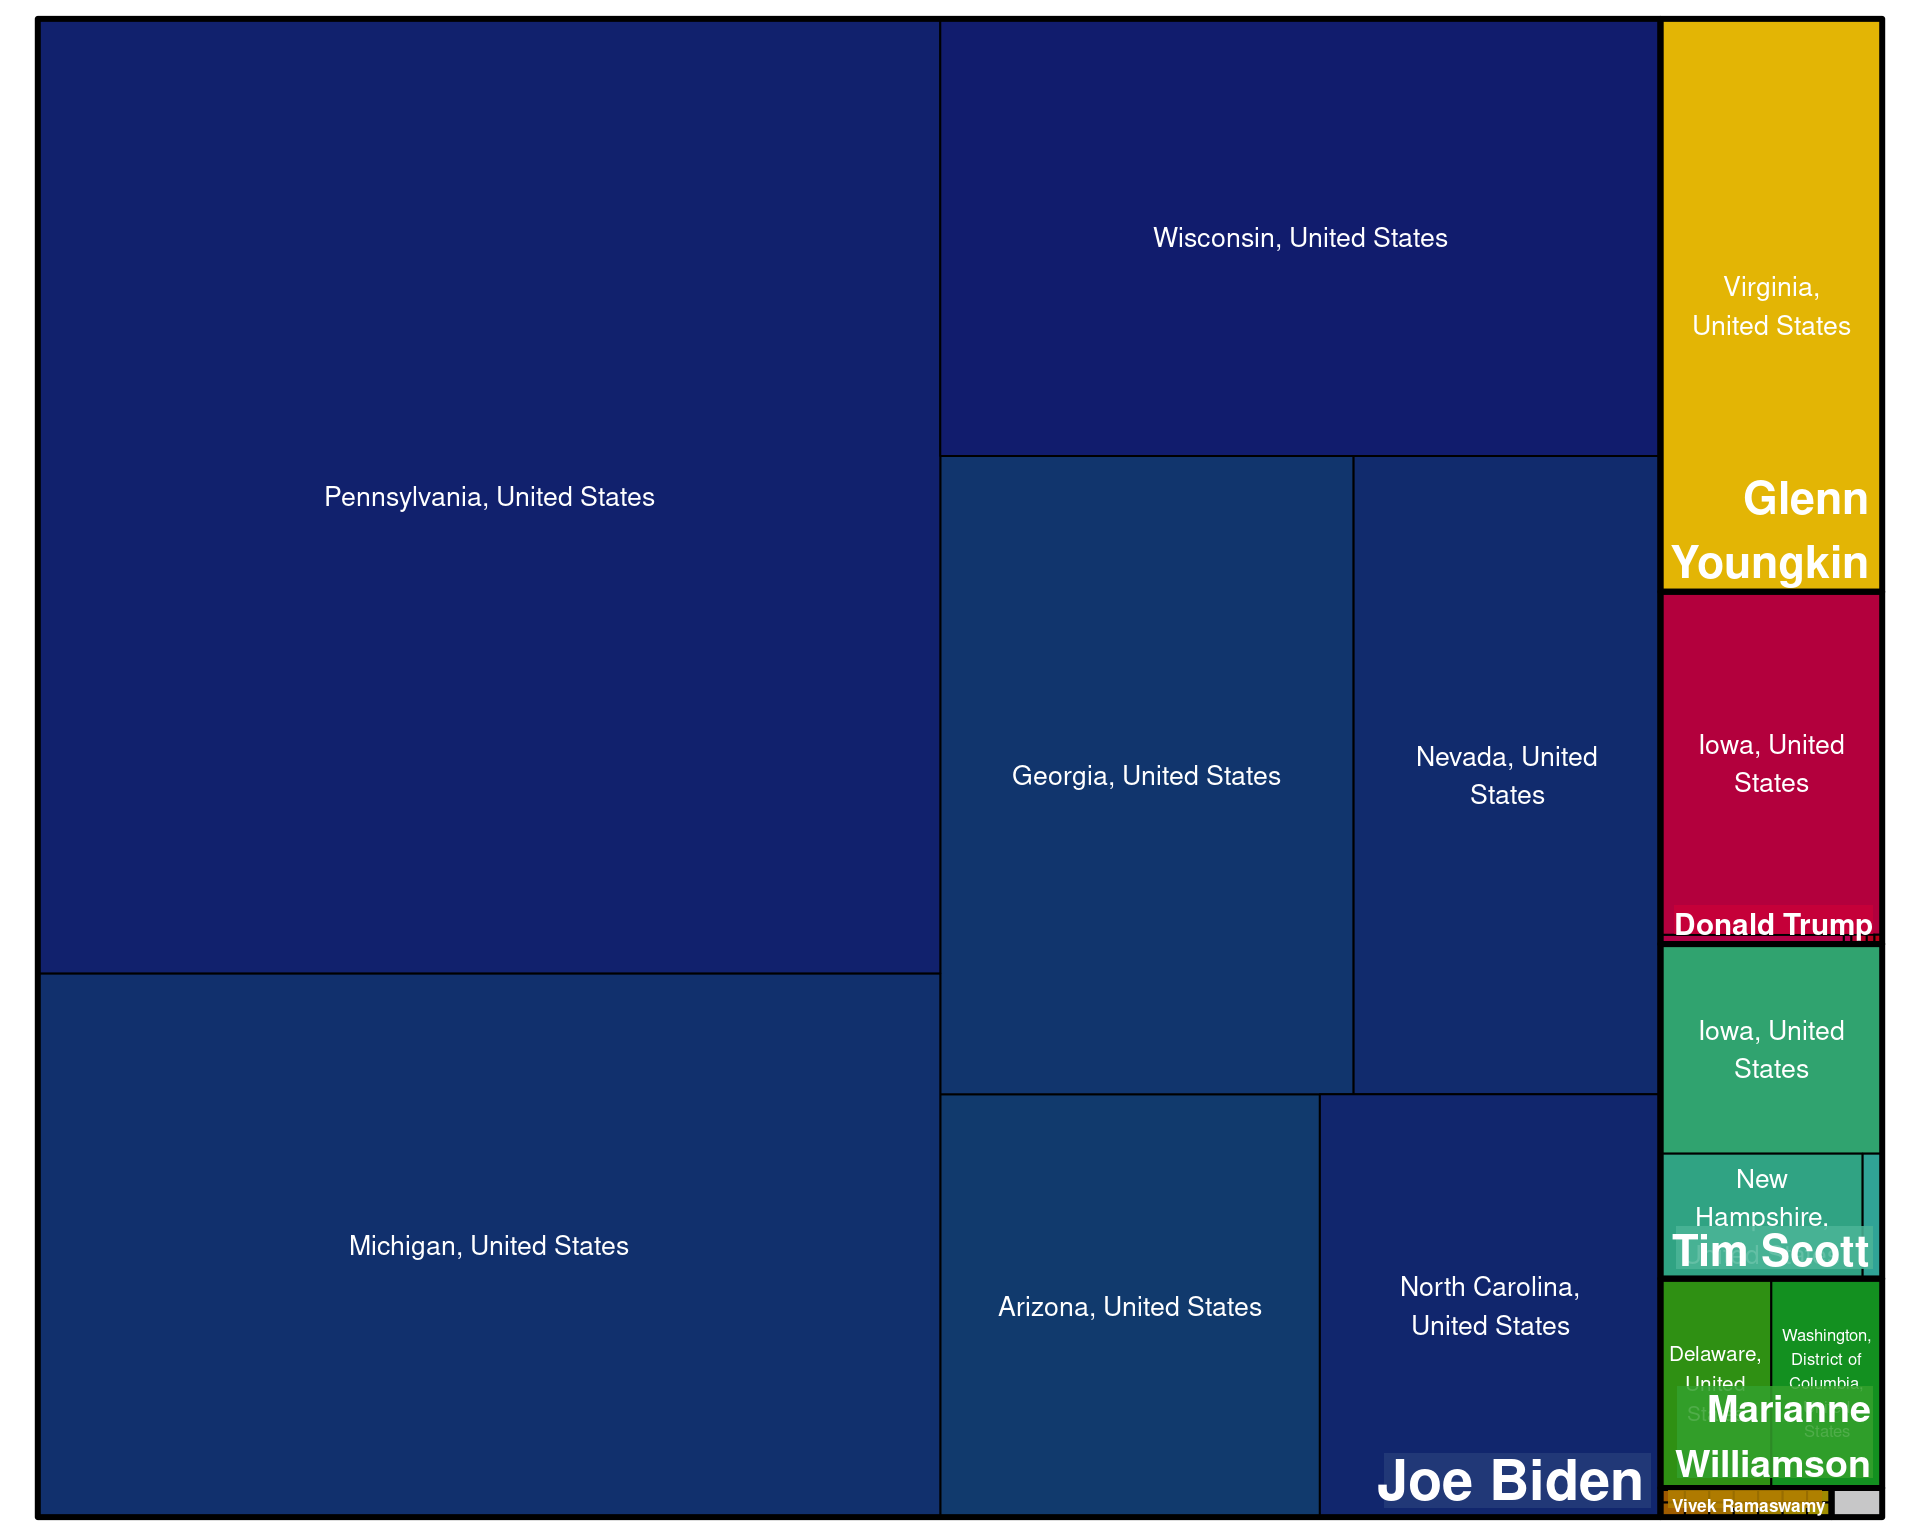 Pennsylvania, United States
Michigan, United States
Wisconsin, United States
Georgia, United States
Nevada, United
States
Arizona, United States
North Carolina,
United States
Joe Biden
Virginia,
United States
Glenn
Youngkin
Iowa, United
States
Donald Trump
Iowa, United
States
New
Hampshire,
Tim Scott
Delaware,
United
Washington,
District of
Columbia,
States
Marianne
Williamson
Vivek Ramaswamy